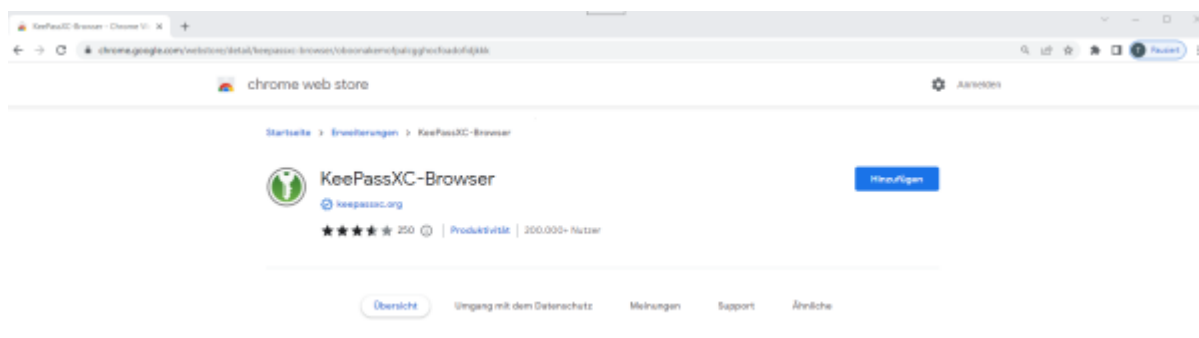 KeePassXC-Browser - Chrome W
chrome.google.com/webstore/detail/keepassxc-browser/
Pausiert
chrome web store
Anmelden
Startseite > Erweiterungen > KeePassXC-Browser
KeePassXC-Browser
Hinzufügen
keepassxc.org
250 | Produktivität | 200.000+ Nutzer
Übersicht Umgang mit dem Datenschutz Meinungen Support Ähnliche